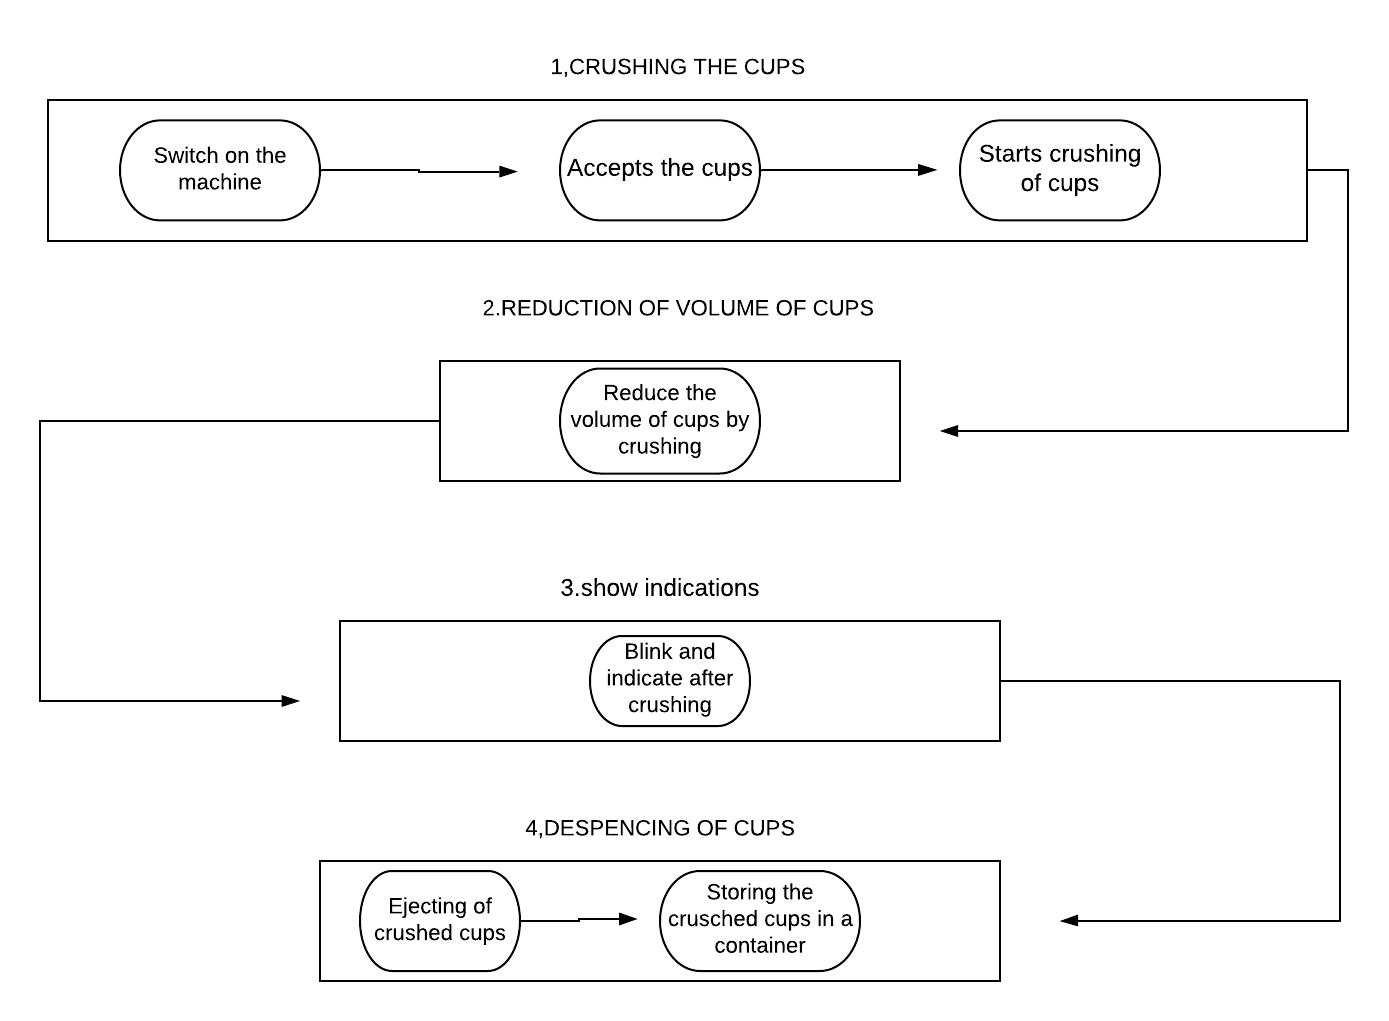 1,CRUSHING THE CUPS
Switch on the
machine
Accepts the cups
Starts crushing
of cups
2.REDUCTION OF VOLUME OF CUPS
Reduce the
volume of cups by
crushing
3.show indications
Blink and
indicate after
crushing
4,DESPENCING OF CUPS
Ejecting of
crushed cups
Storing the
crusched cups in a
container